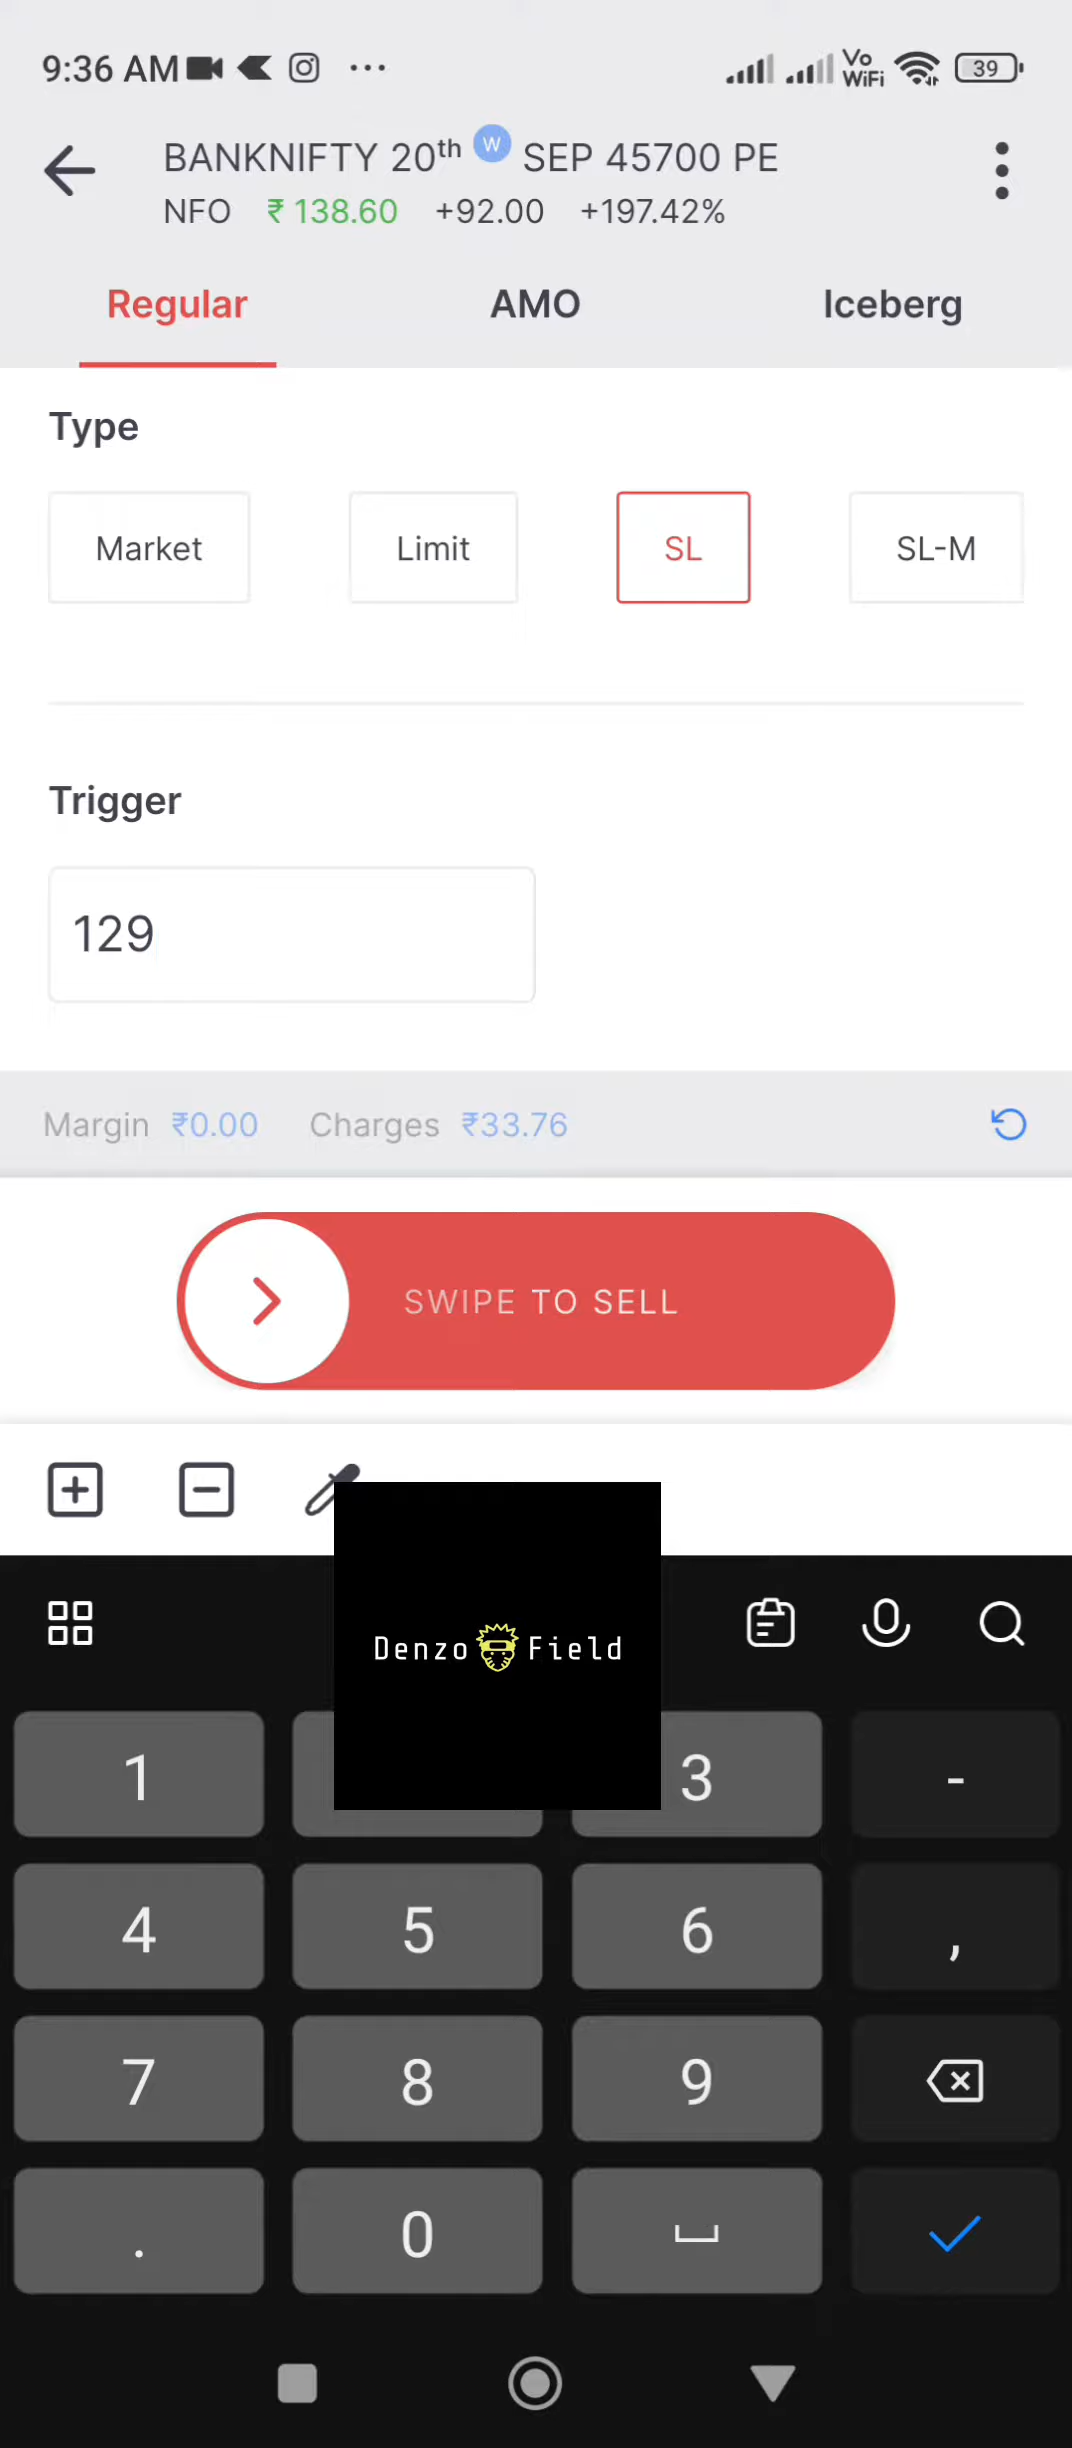 9:36 AM
Vo
WiFi
39
BANKNIFTY 20th W SEP 45700 PE
NFO ₹ 138.60 +92.00 +197.42%
Regular AMO Iceberg
Type
Market Limit SL SL-M
Trigger
129
Margin ₹0.00 Charges ₹33.76
SWIPE TO SELL
Denzo Field
1 3 -
4 5 6 ,
7 8 9
. 0